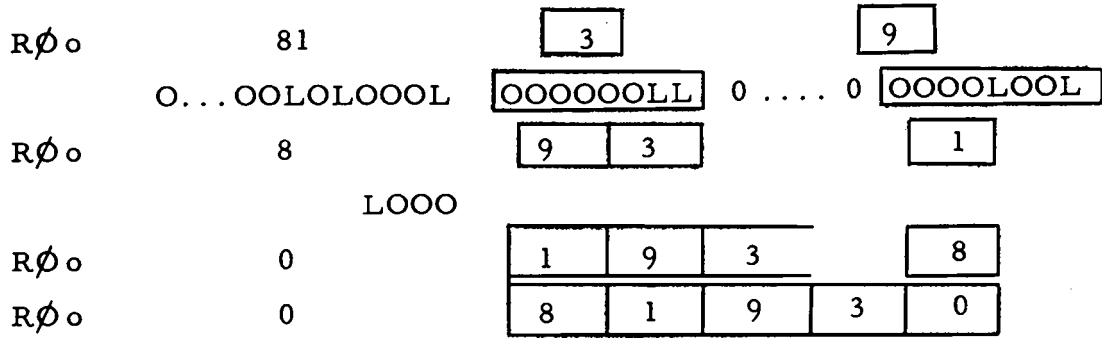 RØo 81 3 9
O...OOLOLOOOL OOOOOOLL 0 .... 0 OOOOLOOL
RØo 8 9 3 1
LOOO
RØo 0 1 9 3 8
RØo 0 8 1 9 3 0